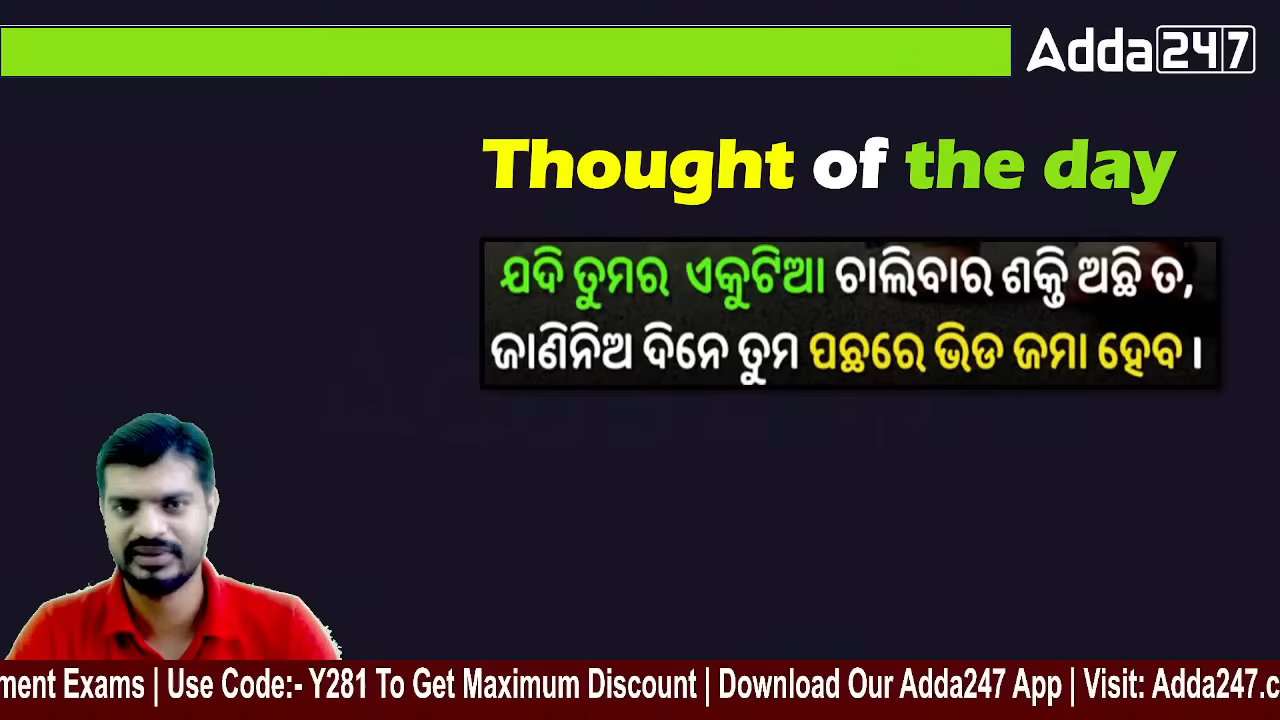 Adda247
Thought of the day
ଯଦି ତୁମର ଏକୁଟିଆ ଚାଲିବାର ଶକ୍ତି ଅଛି ତ,
ଜାଣିନିଅ ଦିନେ ତୁମ ପଛରେ ଭିଡ ଜମା ହେବ ।
ment Exams | Use Code:- Y281 To Get Maximum Discount | Download Our Adda247 App | Visit: Adda247.c